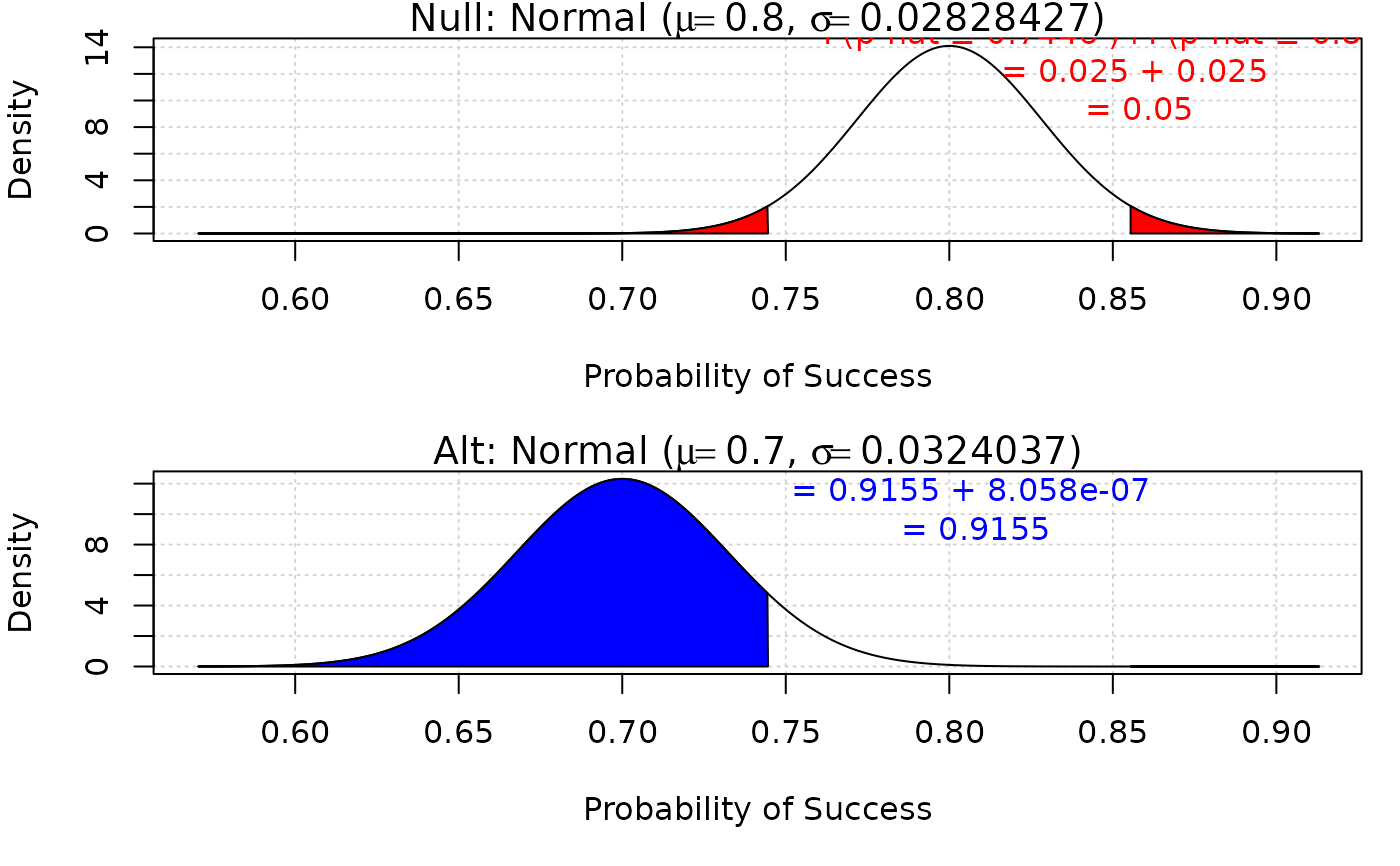 Null: Normal (μ= 0.8, σ= 0.02828427)
= 0.025 + 0.025
= 0.05
Density
14
8
4
0
0.60 0.65 0.70 0.75 0.80 0.85 0.90
Probability of Success
Alt: Normal (μ= 0.7, σ= 0.0324037)
= 0.9155 + 8.058e-07
= 0.9155
Density
8
4
0
0.60 0.65 0.70 0.75 0.80 0.85 0.90
Probability of Success